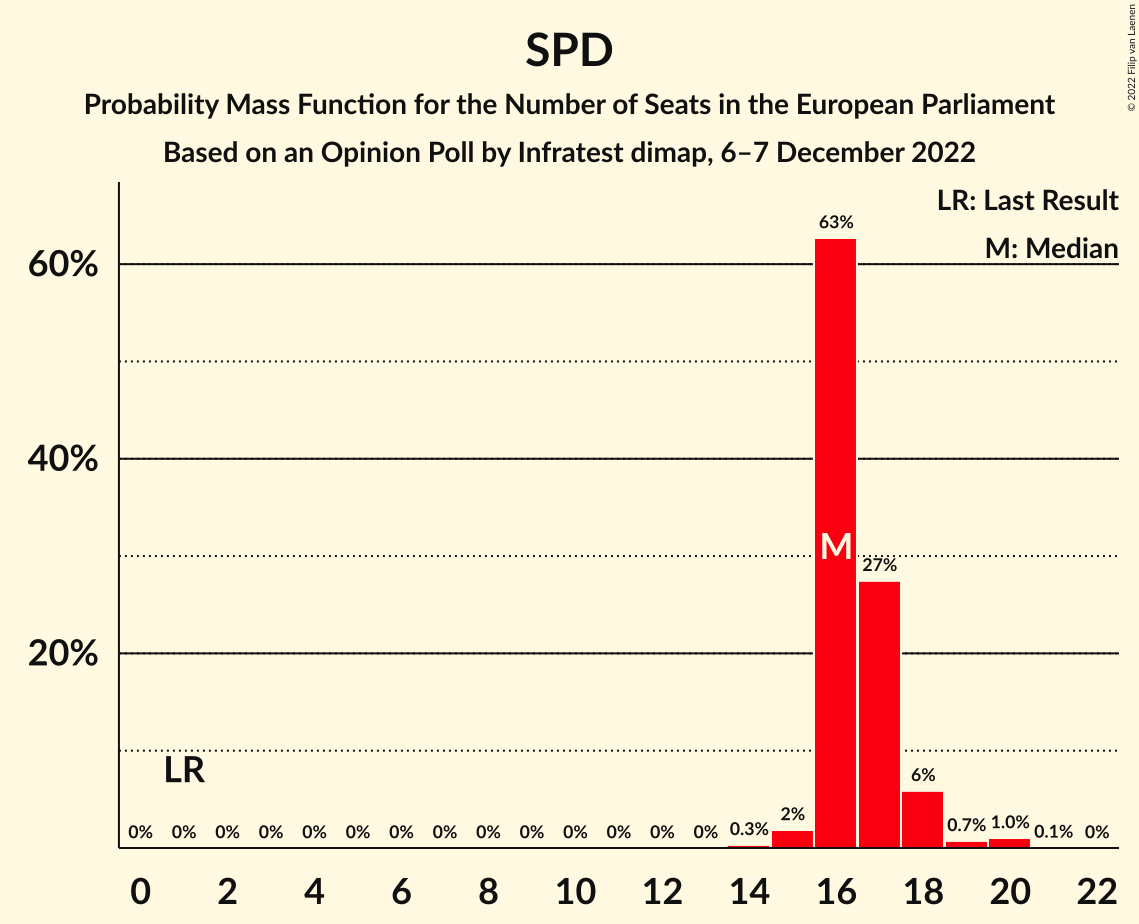 SPD
Probability Mass Function for the Number of Seats in the European Parliament
Based on an Opinion Poll by Infratest dimap, 6–7 December 2022
© 2022 Filip van Laenen
LR: Last Result
M: Median
60%
40%
20%
63%
M
27%
LR
6%
0% 0% 0% 0% 0% 0% 0% 0% 0% 0% 0% 0% 0% 0% 0.3% 2% 0.7% 1.0% 0.1% 0%
0 2 4 6 8 10 12 14 16 18 20 22